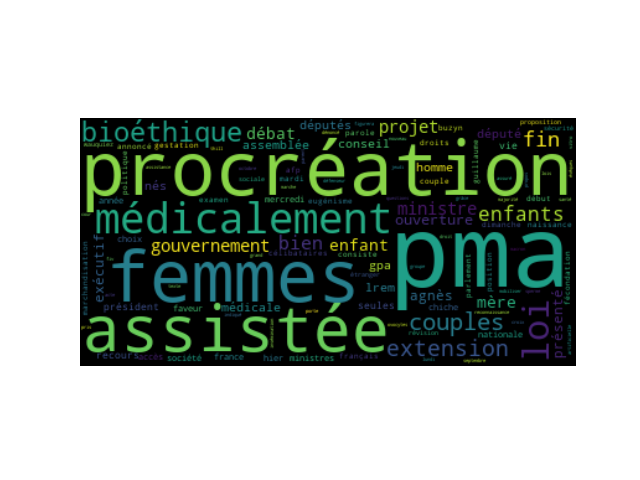 bioéthique
débat
députés
parole
projet
buzyn
proposition
député
fin
sécurité
annoncé
gestation
assemblée
conseil
droits
guillaume
vie
procréation
politique
afp
homme
couple
nés
mardi
sociale
année
examen
mercredi
eugénisme
début
médicalement
ministre
ouverture
enfants
dimanche
naissance
choix
célibataires
gouvernement
bien
enfant
consiste
pma
exécutif
marchandisation
femmes
gpa
étranger
parlement
position
fécondation
lrem
agnès
mère
président
faveur
médicale
seules
chiche
loi
présenté
assistée
couples
révision
nationale
recours
accès
société
france
hier
ministres
français
extension
reconnaissance
septembre